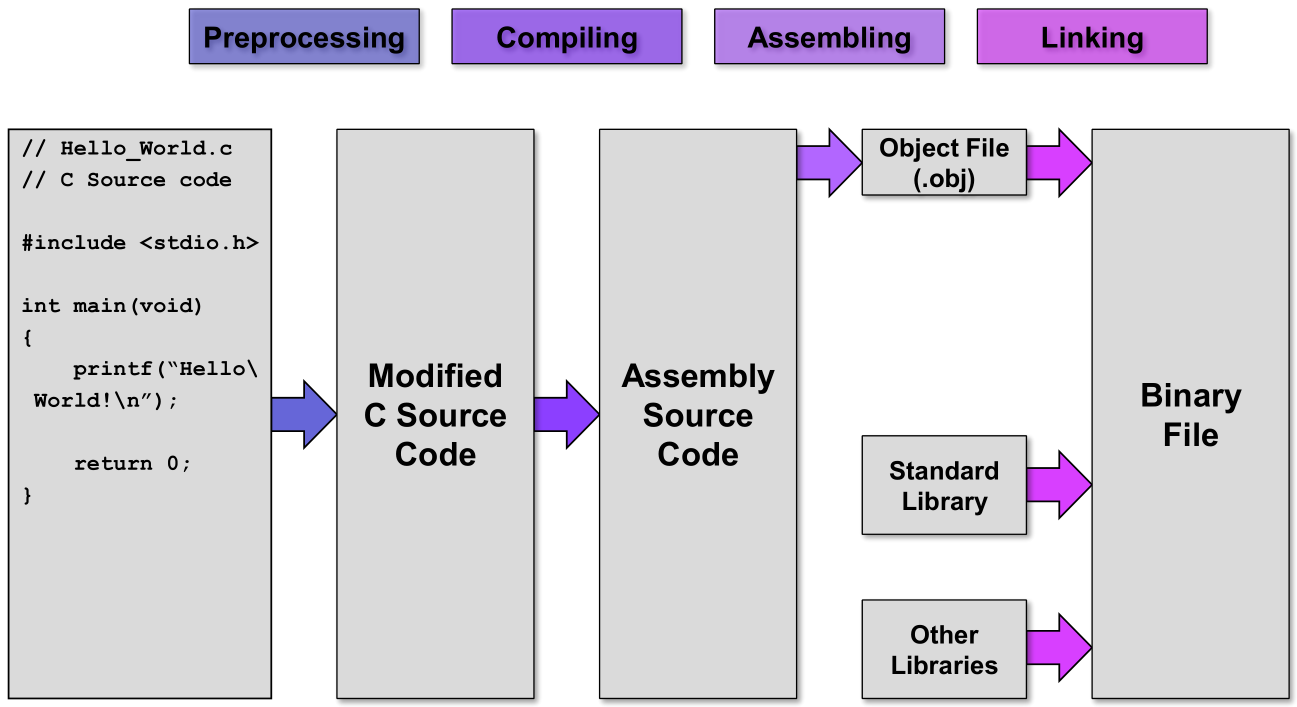 Preprocessing
Compiling
Assembling
Linking
// Hello_World.c
// C Source code
#include <stdio.h>
int main(void)
{
    printf(“Hello\
 World!\n”);
    return 0;
}
Modified
C Source
Code
Assembly
Source
Code
Object File
(.obj)
Standard
Library
Other
Libraries
Binary
File